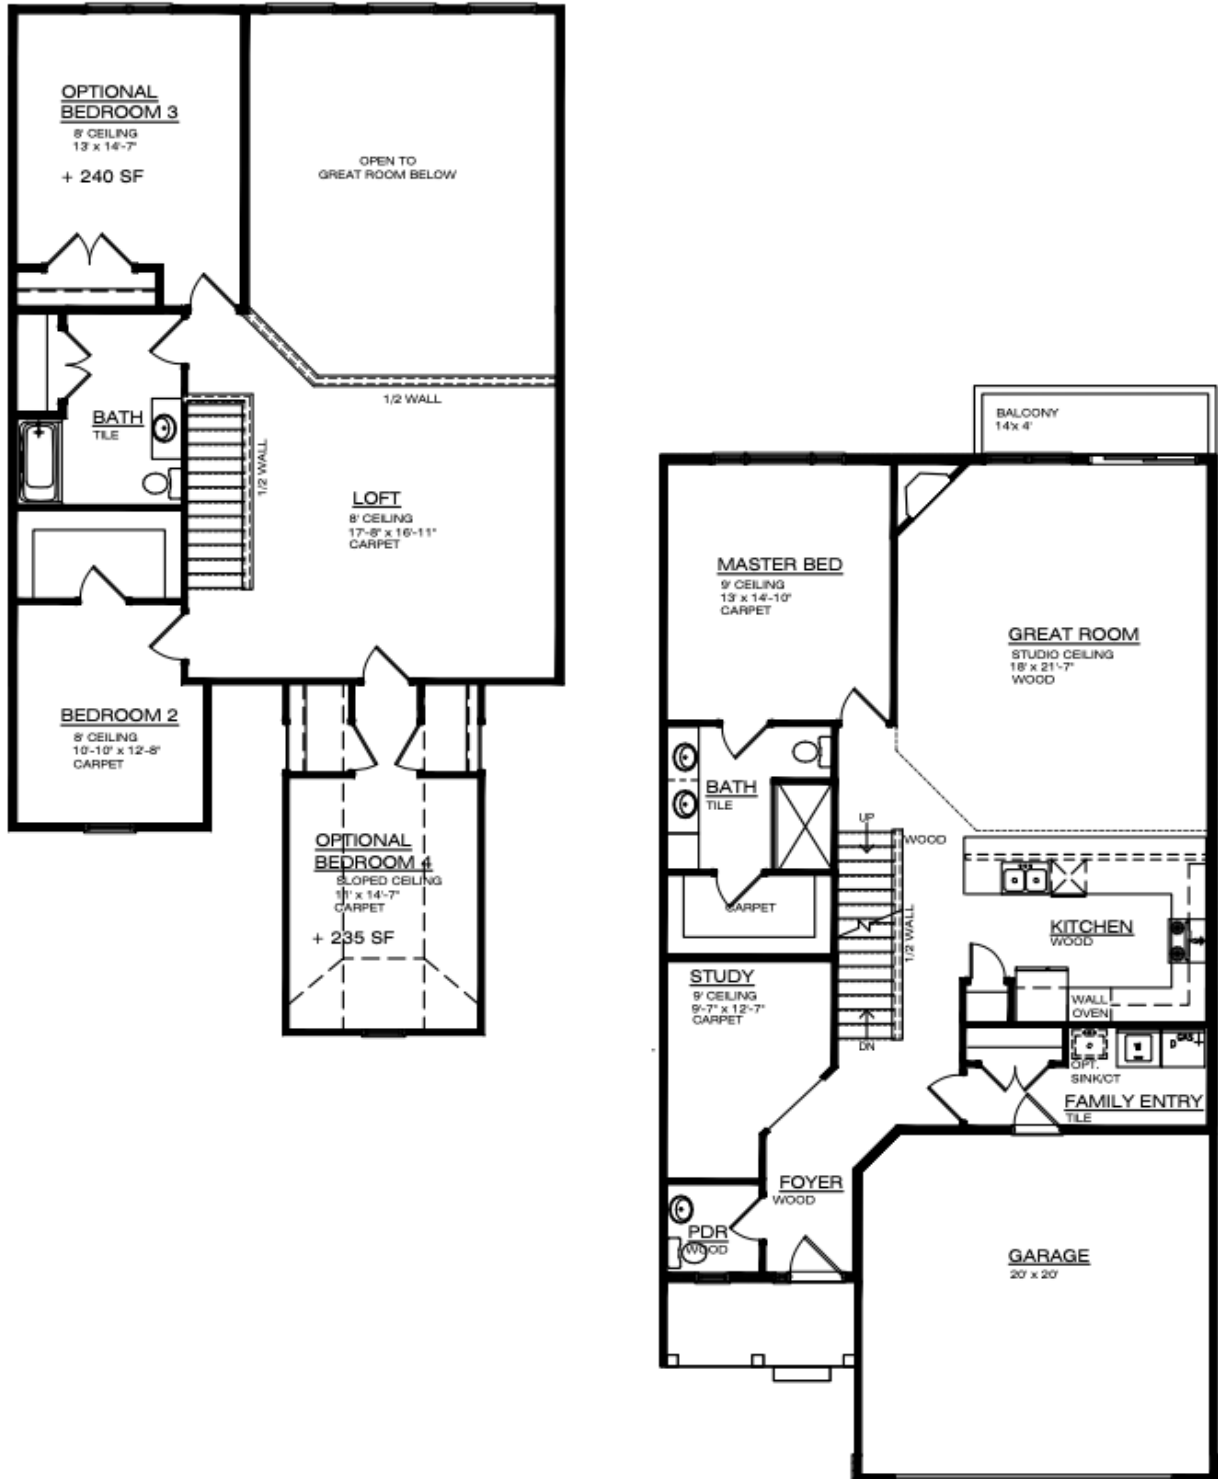 OPTIONAL
BEDROOM 3
8' CEILING
13' x 14'-7"
+ 240 SF
OPEN TO
GREAT ROOM BELOW
1/2 WALL
BATH
TILE
1/2 WALL
LOFT
8' CEILING
17'-8" x 16'-11"
CARPET
BEDROOM 2
8' CEILING
10'-10" x 12'-8"
CARPET
OPTIONAL
BEDROOM 4
SLOPED CEILING
11' x 14'-7"
CARPET
+ 235 SF
BALCONY
14'x 4'
MASTER BED
9' CEILING
13' x 14'-10"
CARPET
GREAT ROOM
STUDIO CEILING
18' x 21'-7"
WOOD
BATH
TILE
UP
WOOD
CARPET
1/2 WALL
KITCHEN
WOOD
STUDY
9' CEILING
9'-7" x 12'-7"
CARPET
WALL
OVEN
DN
D GAS
OPT.
SINK/CT
FAMILY ENTRY
TILE
FOYER
WOOD
PDR
WOOD
GARAGE
20' x 20'